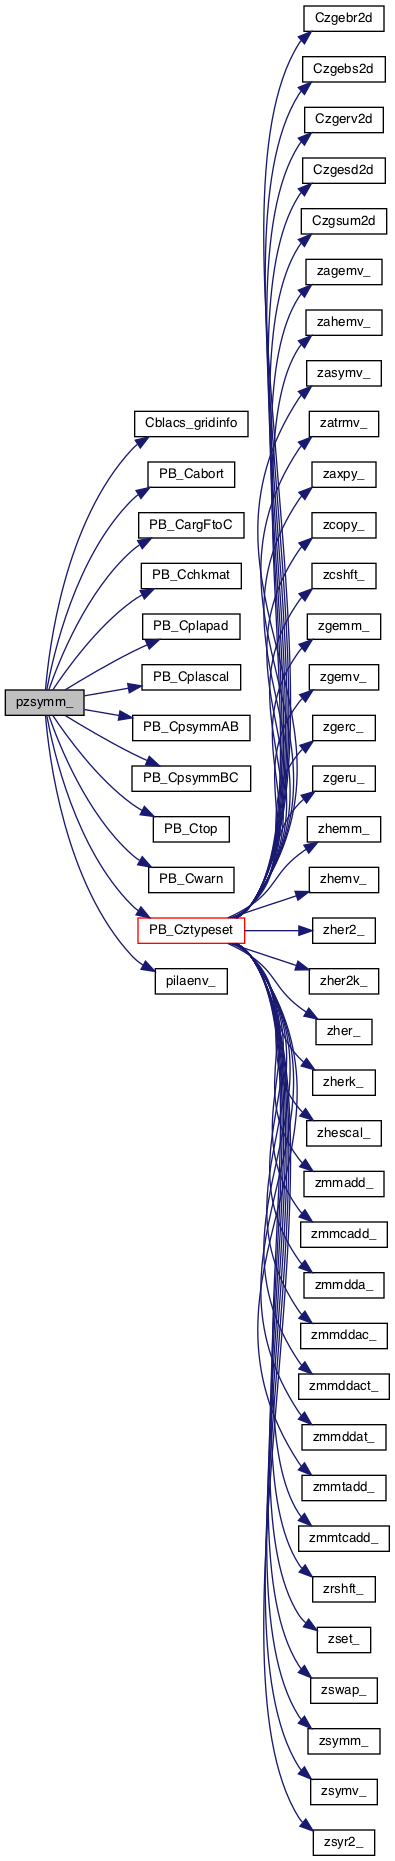 pzsymm_
Cblacs_gridinfo
PB_Cabort
PB_CargFtoC
PB_Cchkmat
PB_Cplapad
PB_Cplascal
PB_CpsymmAB
PB_CpsymmBC
PB_Ctop
PB_Cwarn
PB_Cztypeset
pilaenv_
Czgebr2d
Czgebs2d
Czgerv2d
Czgesd2d
Czgsum2d
zagemv_
zahemv_
zasymv_
zatrmv_
zaxpy_
zcopy_
zcshft_
zgemm_
zgemv_
zgerc_
zgeru_
zhemm_
zhemv_
zher2_
zher2k_
zher_
zherk_
zhescal_
zmmadd_
zmmcadd_
zmmdda_
zmmddac_
zmmddact_
zmmddat_
zmmtadd_
zmmtcadd_
zrshft_
zset_
zswap_
zsymm_
zsymv_
zsyr2_